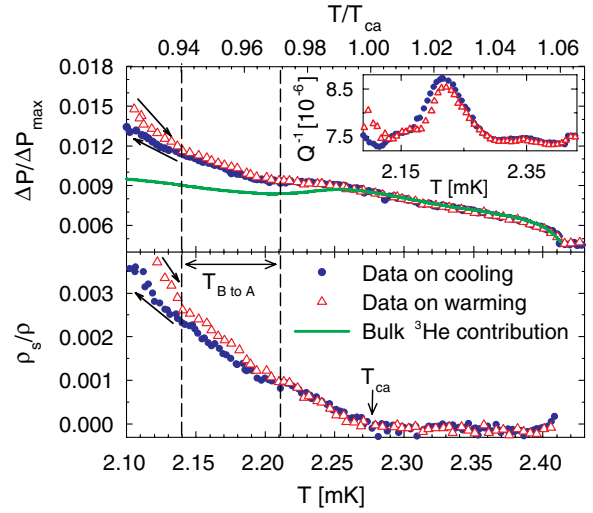 T/T_ca
0.94 0.96 0.98 1.00 1.02 1.04 1.06
0.018
0.015
0.012
0.009
0.006
ΔP/ΔP_max
8.5
7.5
Q^-1 [10^-6]
2.15 2.35
T [mK]
0.003
0.002
0.001
0.000
ρ_s/ρ
T_B to A
Data on cooling
Data on warming
Bulk ³He contribution
T_ca
2.10 2.15 2.20 2.25 2.30 2.35 2.40
T [mK]